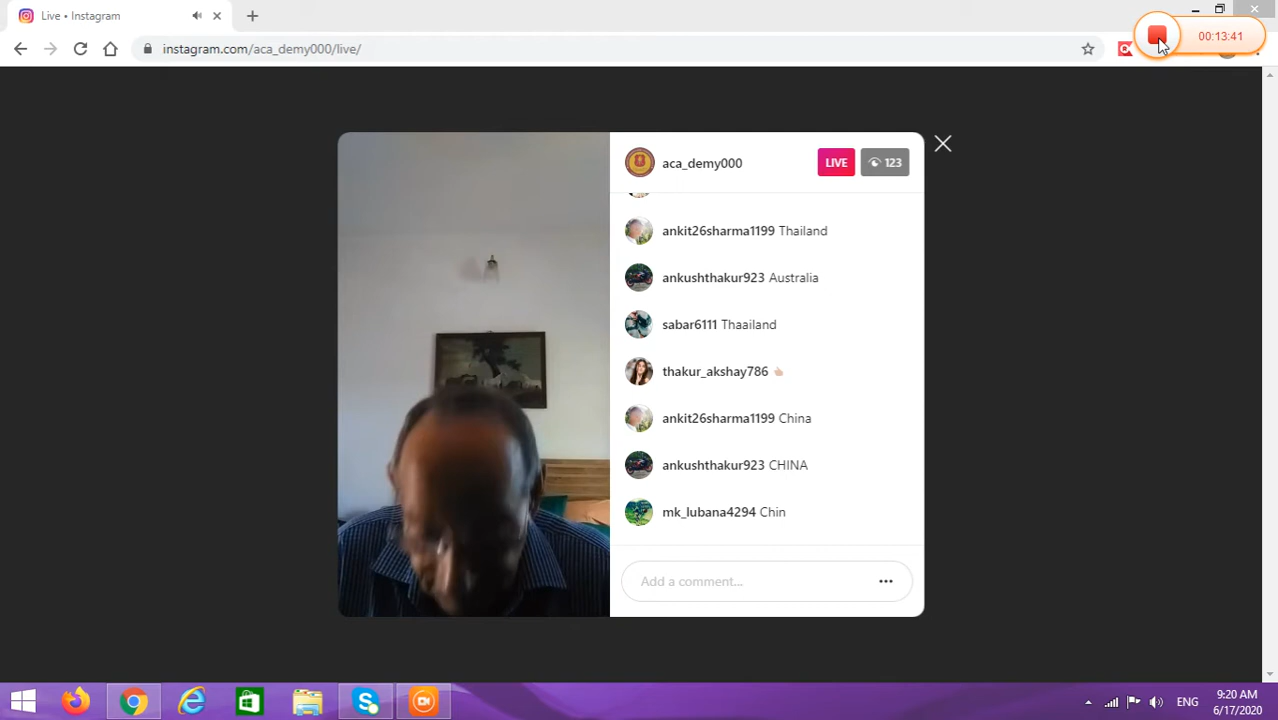 Live • Instagram
00:13:41
instagram.com/aca_demy000/live/
aca_demy000
LIVE
123
ankit26sharma1199 Thailand
ankushthakur923 Australia
sabar6111 Thaailand
thakur_akshay786
ankit26sharma1199 China
ankushthakur923 CHINA
mk_lubana4294 Chin
Add a comment...
ENG
9:20 AM
6/17/2020